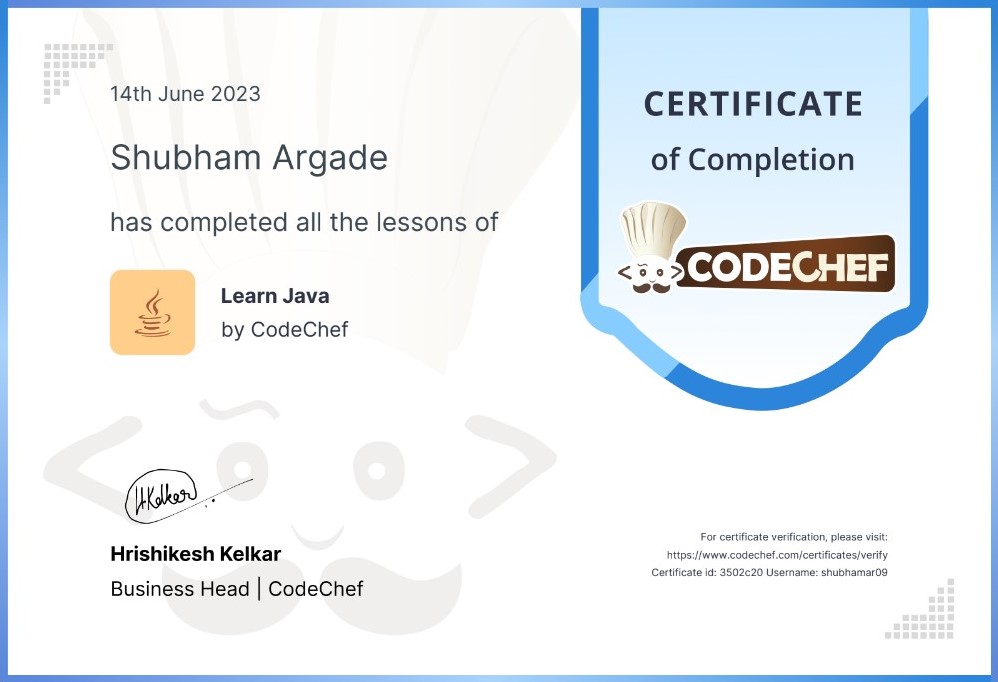 14th June 2023
Shubham Argade
has completed all the lessons of
Learn Java
by CodeChef
HKelkar
Hrishikesh Kelkar
Business Head | CodeChef
CERTIFICATE
of Completion
CODECHEF
For certificate verification, please visit:
https://www.codechef.com/certificates/verify
Certificate id: 3502c20 Username: shubhamar09